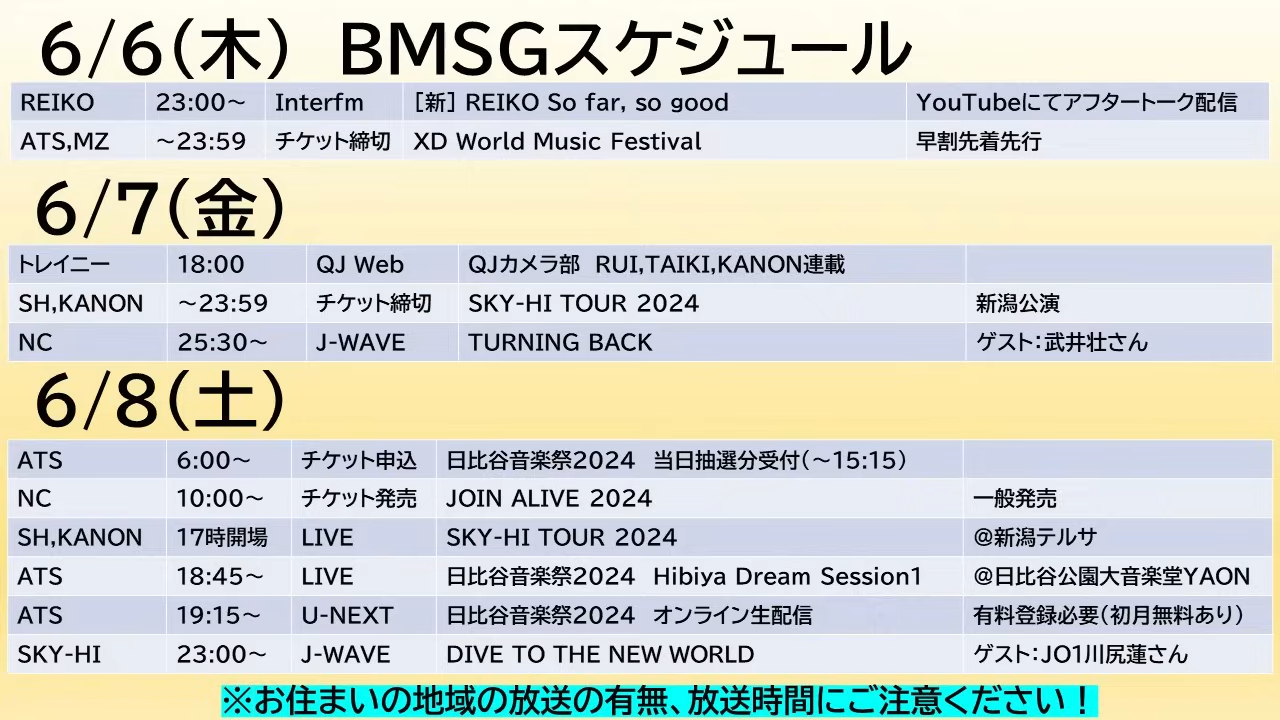 6/6(木) BMSGスケジュール
REIKO 23:00～ Interfm [新] REIKO So far, so good YouTubeにてアフタートーク配信
ATS,MZ ～23:59 チケット締切 XD World Music Festival 早割先着先行
6/7(金)
トレイニー 18:00 QJ Web QJカメラ部 RUI,TAIKI,KANON連載
SH,KANON ～23:59 チケット締切 SKY-HI TOUR 2024 新潟公演
NC 25:30～ J-WAVE TURNING BACK ゲスト:武井壮さん
6/8(土)
ATS 6:00～ チケット申込 日比谷音楽祭2024 当日抽選分受付(～15:15)
NC 10:00～ チケット発売 JOIN ALIVE 2024 一般発売
SH,KANON 17時開場 LIVE SKY-HI TOUR 2024 @新潟テルサ
ATS 18:45～ LIVE 日比谷音楽祭2024 Hibiya Dream Session1 @日比谷公園大音楽堂YAON
ATS 19:15～ U-NEXT 日比谷音楽祭2024 オンライン生配信 有料登録必要(初月無料あり)
SKY-HI 23:00～ J-WAVE DIVE TO THE NEW WORLD ゲスト:JO1川尻蓮さん
※お住まいの地域の放送の有無、放送時間にご注意ください！